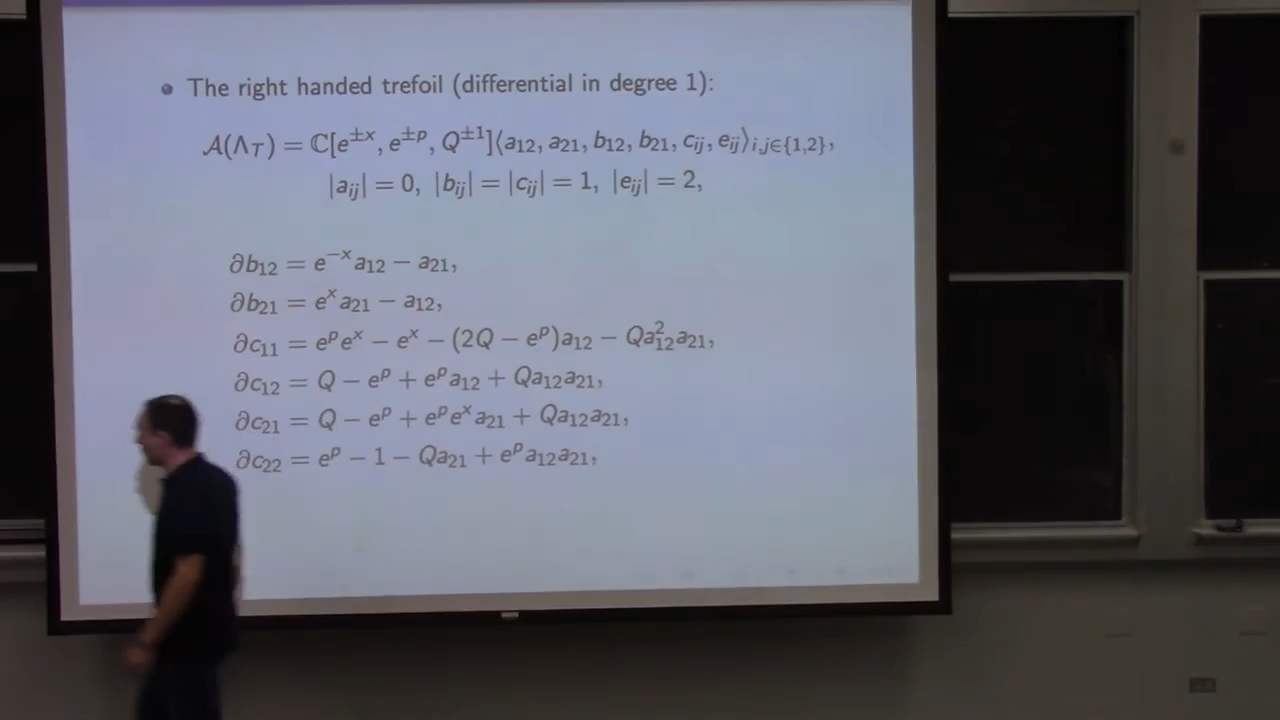 • The right handed trefoil (differential in degree 1):
𝒜(Λ_T) = ℂ[e^{±x}, e^{±p}, Q^{±1}]⟨a_{12}, a_{21}, b_{12}, b_{21}, c_{ij}, e_{ij}⟩_{i,j∈{1,2}},
|a_{ij}| = 0, |b_{ij}| = |c_{ij}| = 1, |e_{ij}| = 2,
∂b_{12} = e^{−x}a_{12} − a_{21},
∂b_{21} = e^x a_{21} − a_{12},
∂c_{11} = e^p e^x − e^x − (2Q − e^p)a_{12} − Qa_{12}^2 a_{21},
∂c_{12} = Q − e^p + e^p a_{12} + Qa_{12}a_{21},
∂c_{21} = Q − e^p + e^p e^x a_{21} + Qa_{12}a_{21},
∂c_{22} = e^p − 1 − Qa_{21} + e^p a_{12}a_{21},